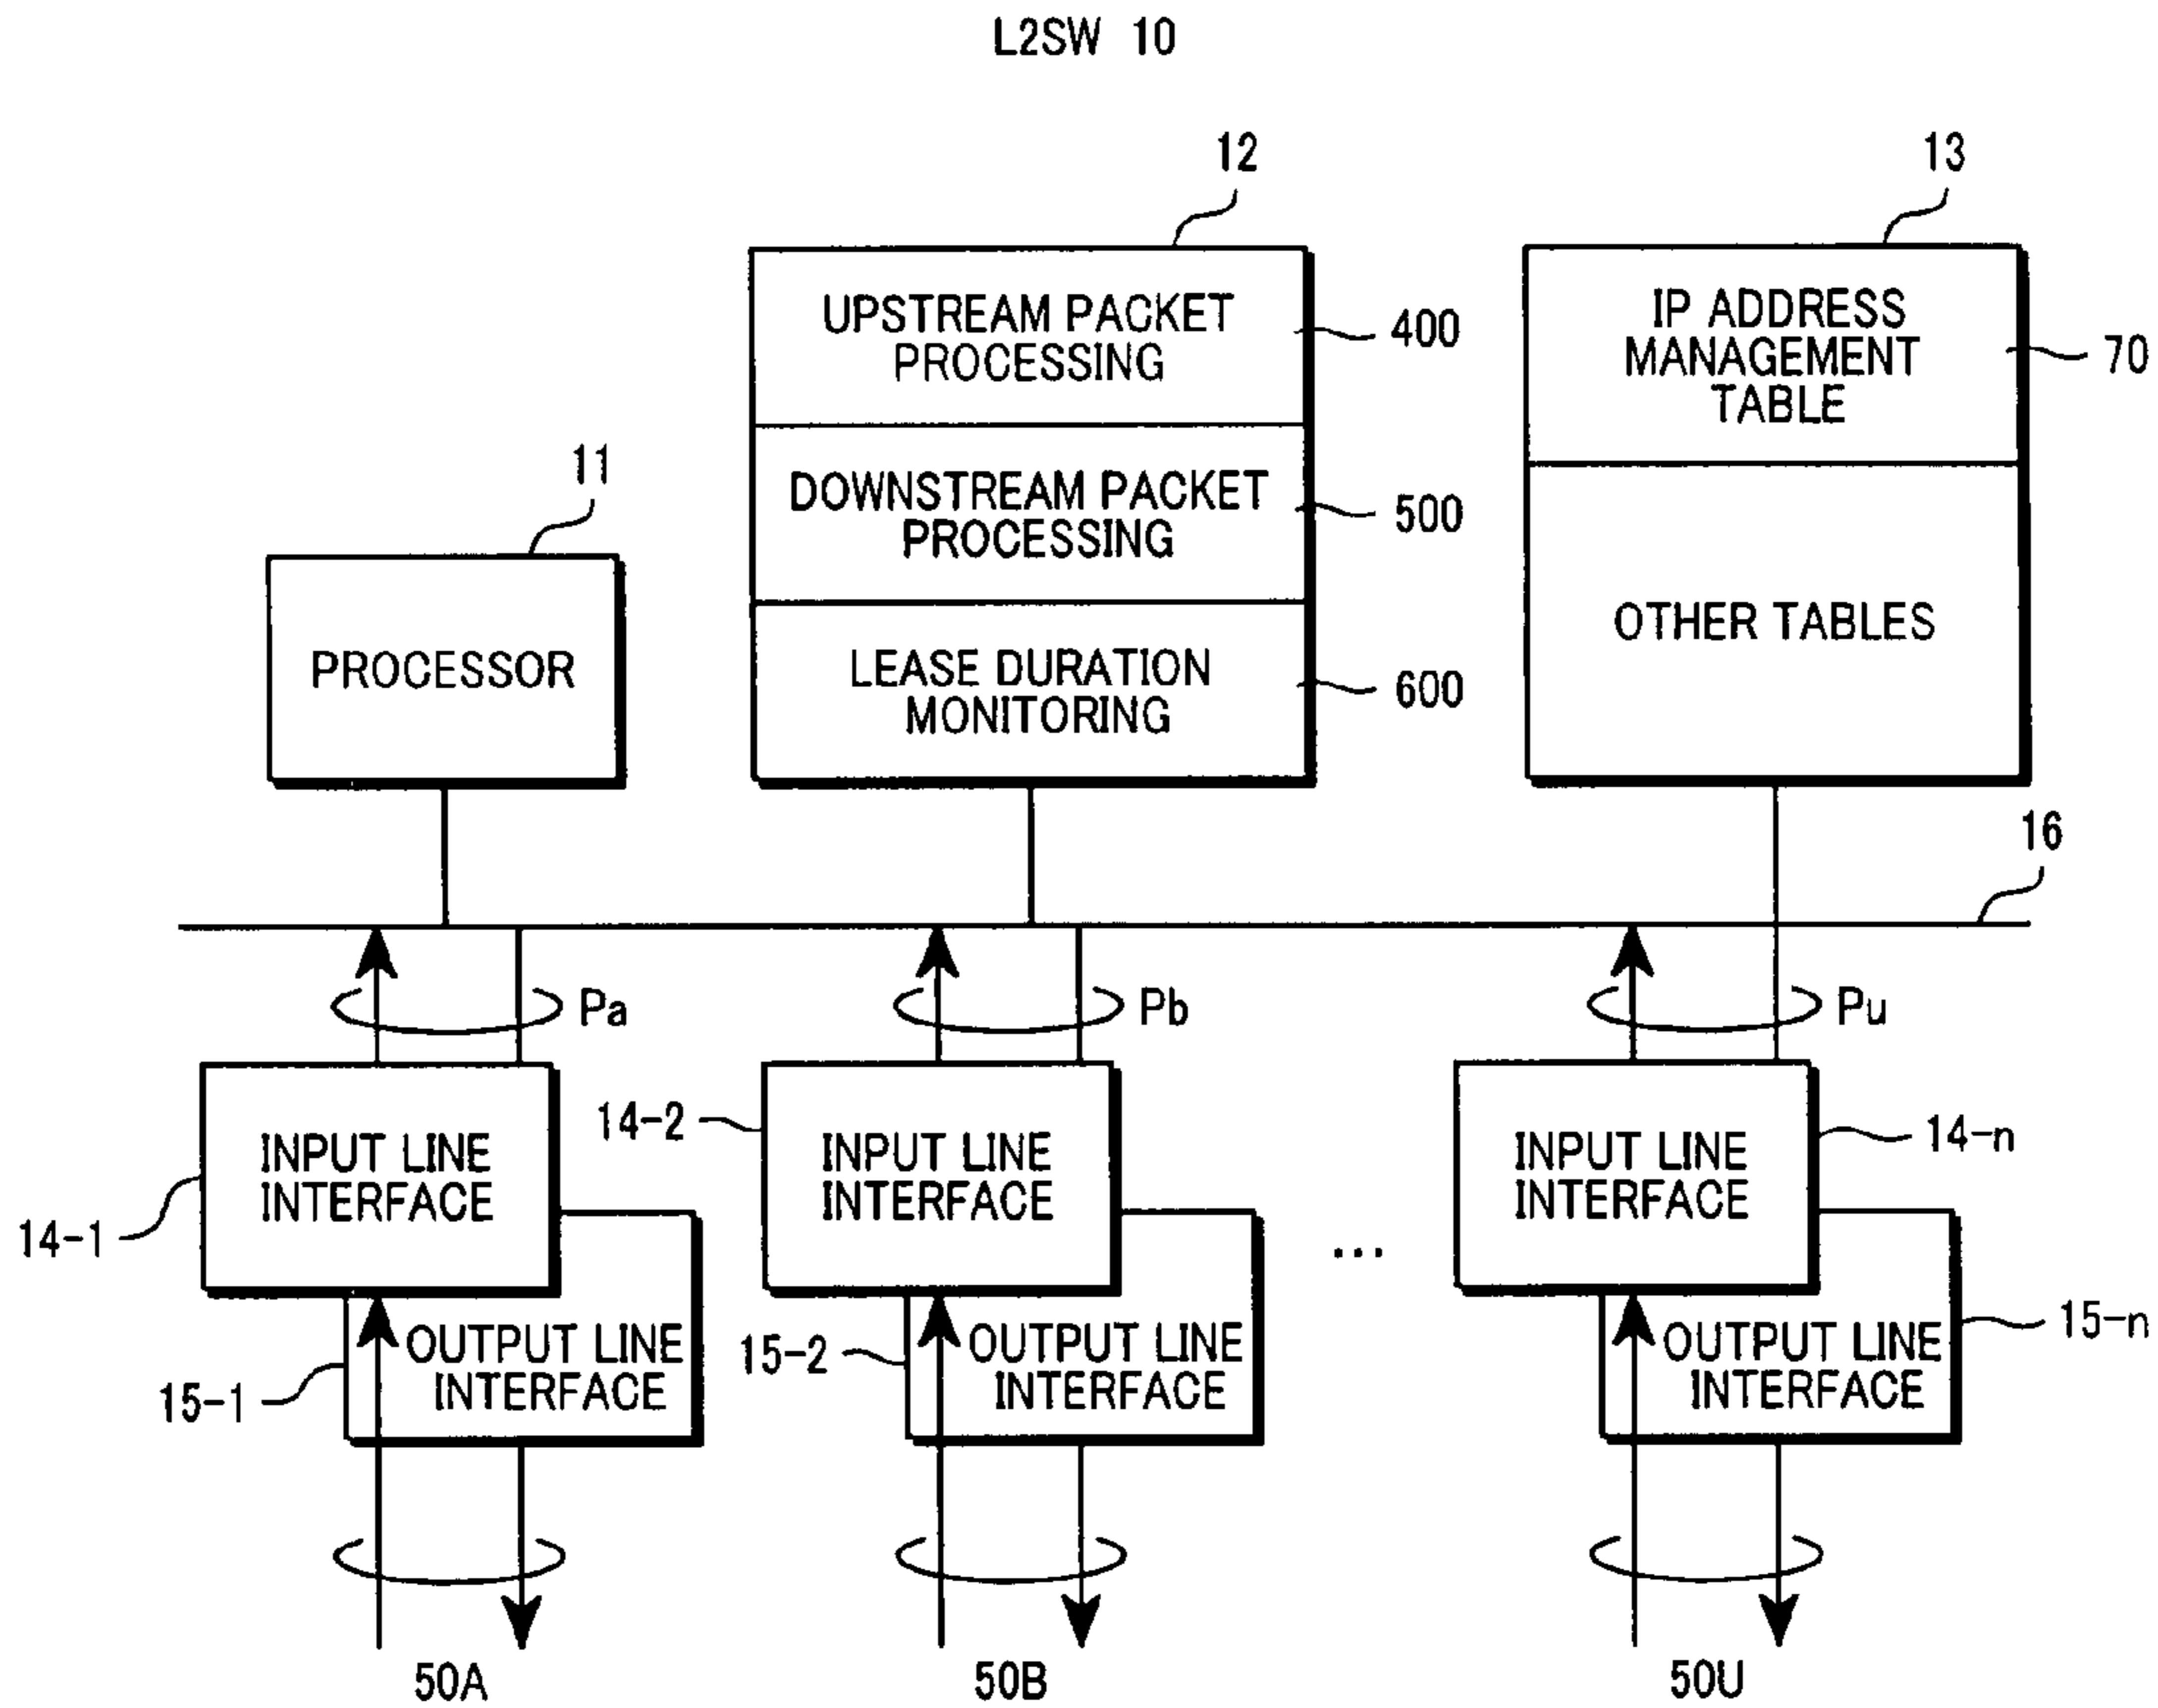 L2SW 10
12
13
UPSTREAM PACKET
PROCESSING
400
IP ADDRESS
MANAGEMENT
TABLE
70
11
DOWNSTREAM PACKET
PROCESSING
500
PROCESSOR
LEASE DURATION
MONITORING
600
OTHER TABLES
16
Pa
Pb
Pu
14-1
INPUT LINE
INTERFACE
14-2
INPUT LINE
INTERFACE
...
INPUT LINE
INTERFACE
14-n
15-1
OUTPUT LINE
INTERFACE
15-2
OUTPUT LINE
INTERFACE
OUTPUT LINE
INTERFACE
15-n
50A
50B
50U